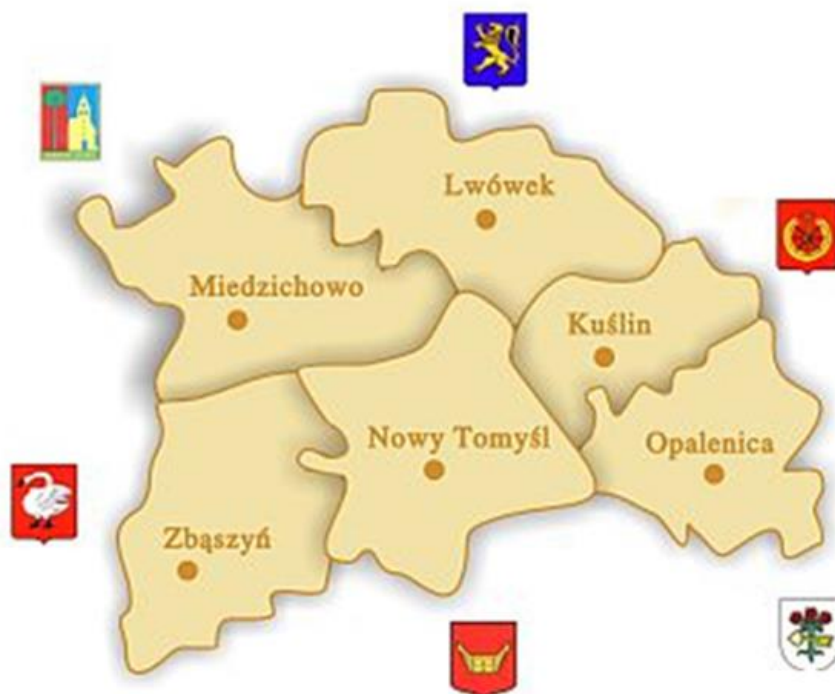 Lwówek
Miedzichowo
Kuślin
Nowy Tomyśl
Opalenica
Zbąszyń